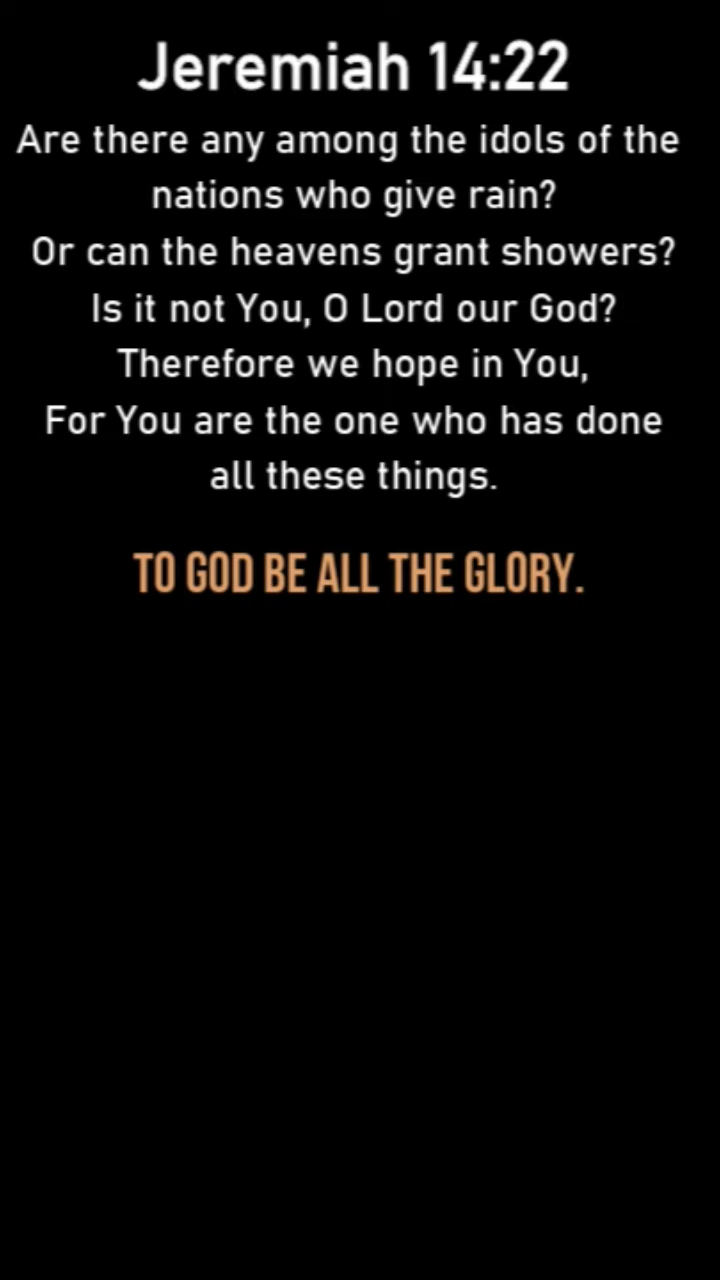 Jeremiah 14:22
Are there any among the idols of the
nations who give rain?
Or can the heavens grant showers?
Is it not You, O Lord our God?
Therefore we hope in You,
For You are the one who has done
all these things.
TO GOD BE ALL THE GLORY.